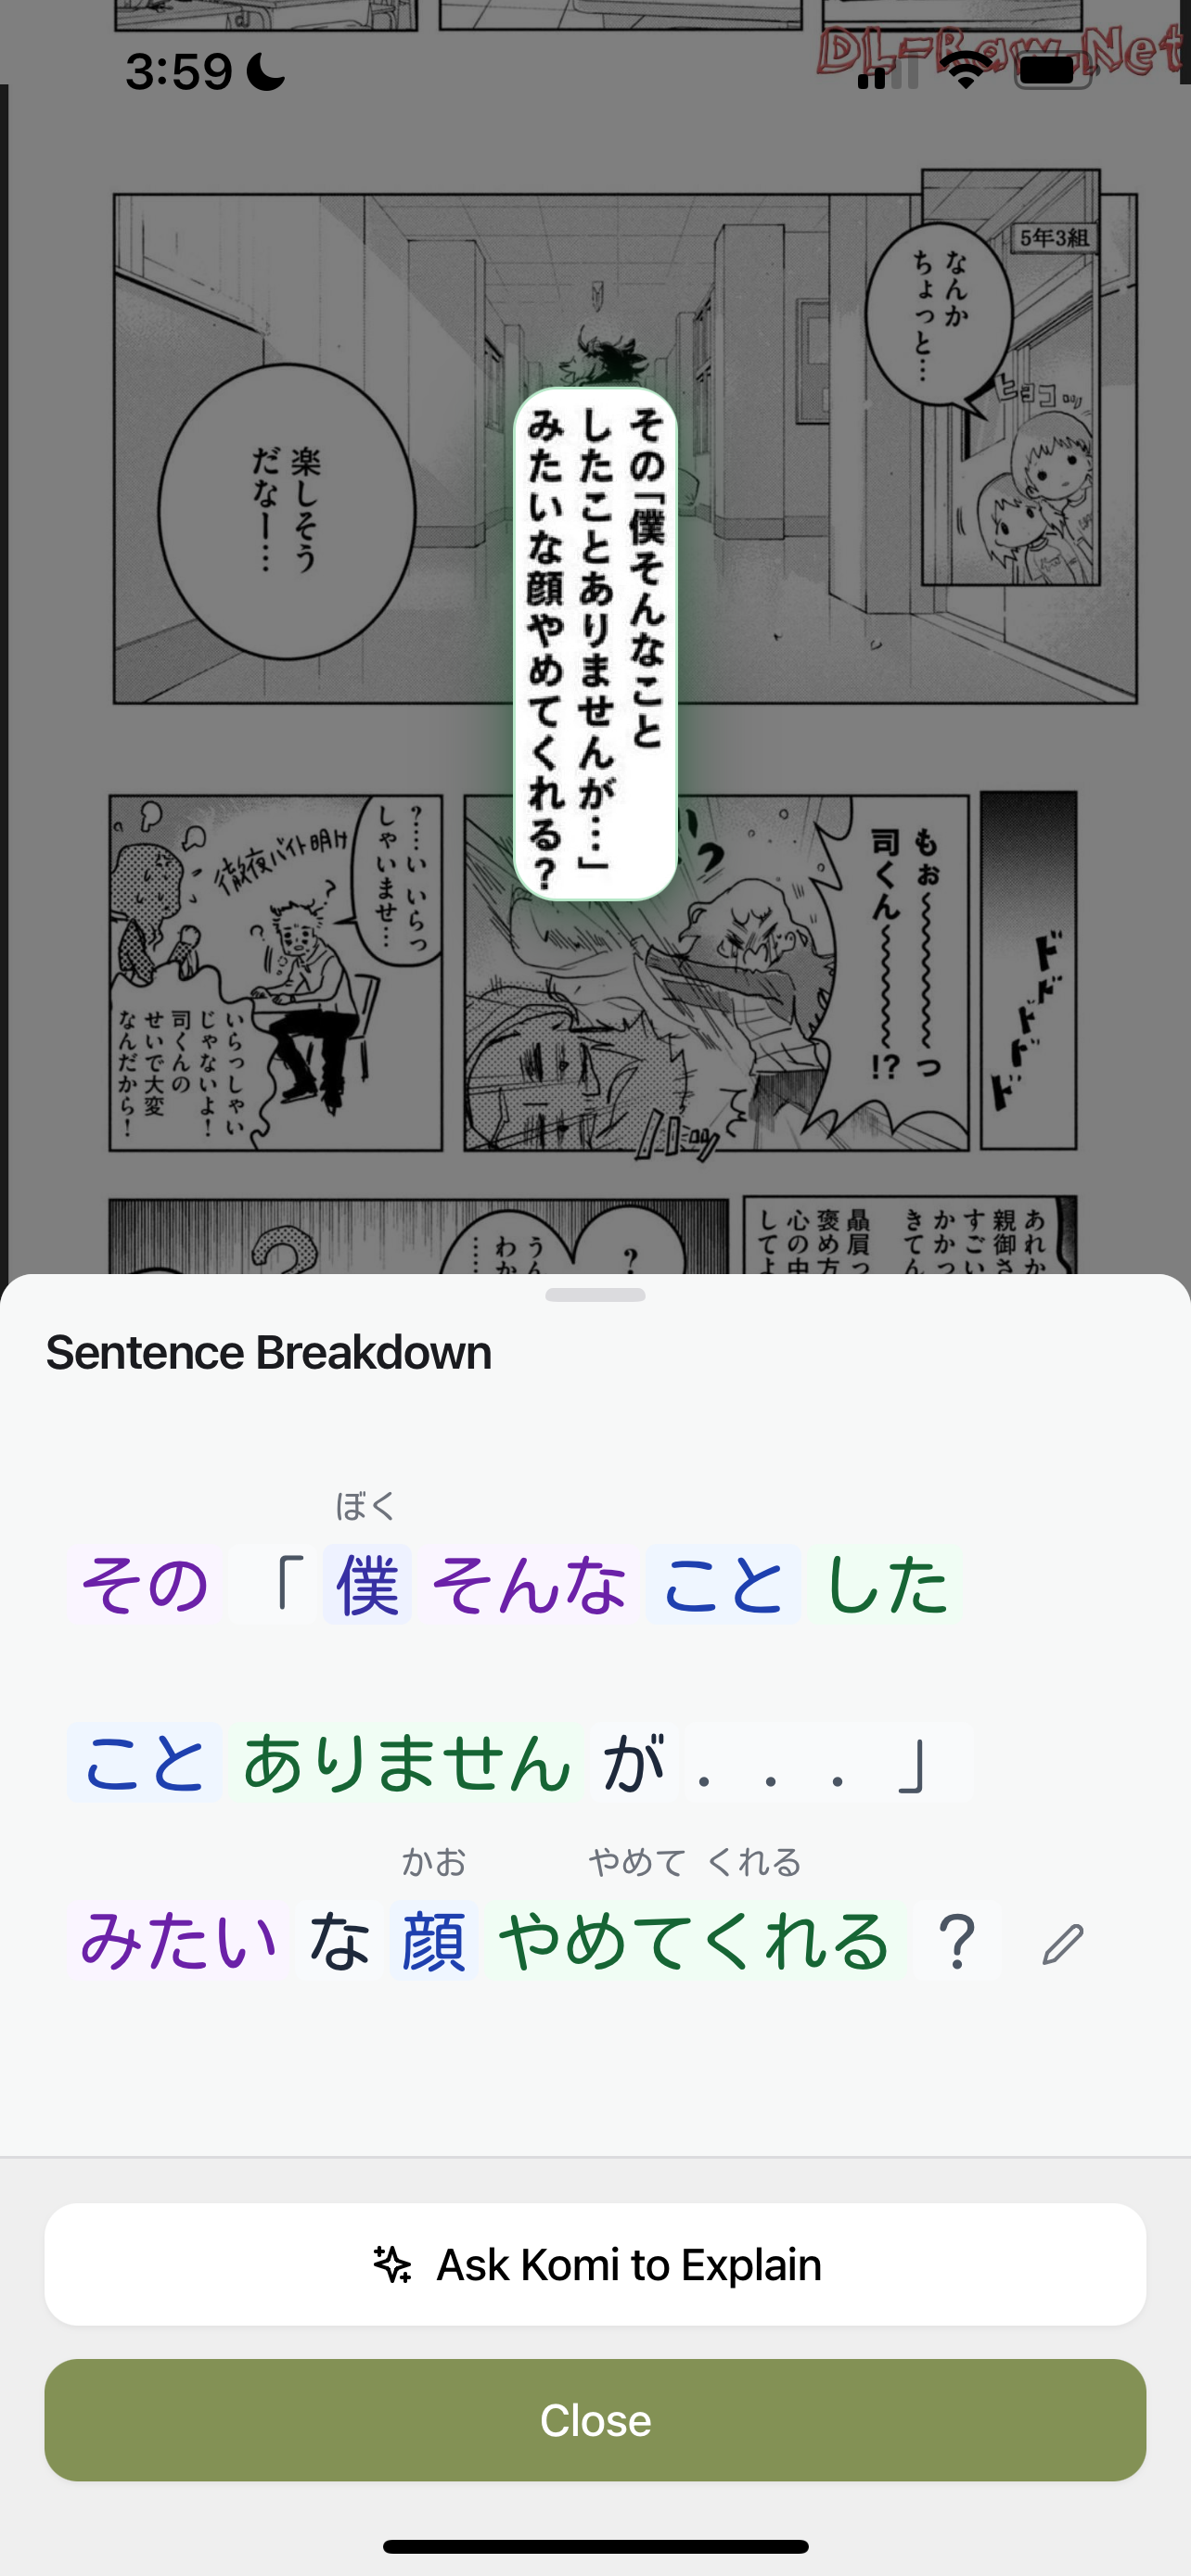 DL-Raw.Net
3:59
5年3組
なんか
ちょっと…
ヒョコッ
楽しそう
だなー…
その「僕そんなこと
したことありませんが…」
みたいな顔やめてくれる?
ドドドド
もお〜〜〜〜〜っ
司くん〜〜〜〜〜!?
?……い いらっ
しゃいませ…
徹夜バイト明け
?
?
いらっしゃい
じゃないよ!
司くんの
せいで大変
なんだから!
あれか
親御さ
すごい
かかっ
きてん
贔屓っ
褒め方
心の中
してよ
?
うん
わか
……
?
Sentence Breakdown
ぼく
その「僕そんなことした
ことありませんが...」
かお やめて くれる
みたいな顔やめてくれる?
Ask Komi to Explain
Close